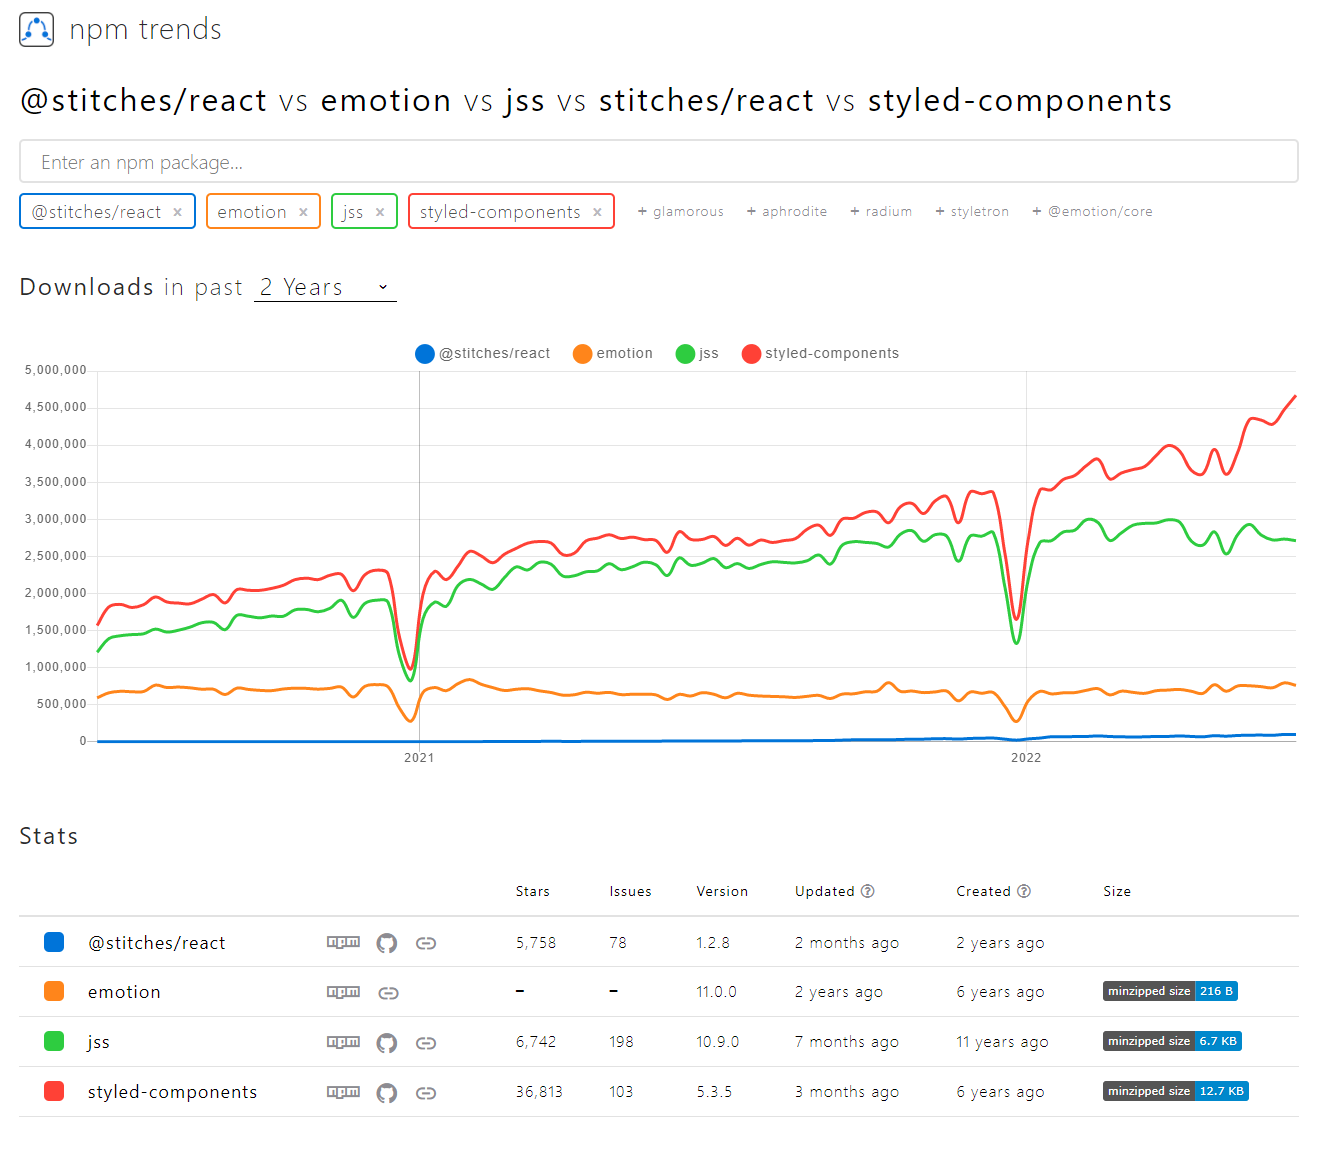 npm trends
@stitches/react vs emotion vs jss vs stitches/react vs styled-components
Enter an npm package...
@stitches/react × emotion × jss × styled-components × + glamorous + aphrodite + radium + styletron + @emotion/core
Downloads in past 2 Years
@stitches/react emotion jss styled-components
5,000,000
4,500,000
4,000,000
3,500,000
3,000,000
2,500,000
2,000,000
1,500,000
1,000,000
500,000
0
2021 2022
Stats
Stars Issues Version Updated ? Created ? Size
@stitches/react npm 5,758 78 1.2.8 2 months ago 2 years ago
emotion npm – – 11.0.0 2 years ago 6 years ago minzipped size 216 B
jss npm 6,742 198 10.9.0 7 months ago 11 years ago minzipped size 6.7 KB
styled-components npm 36,813 103 5.3.5 3 months ago 6 years ago minzipped size 12.7 KB